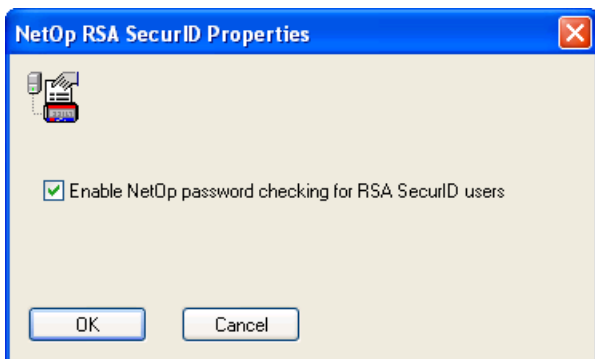 NetOp RSA SecurID Properties
Enable NetOp password checking for RSA SecurID users
OK Cancel